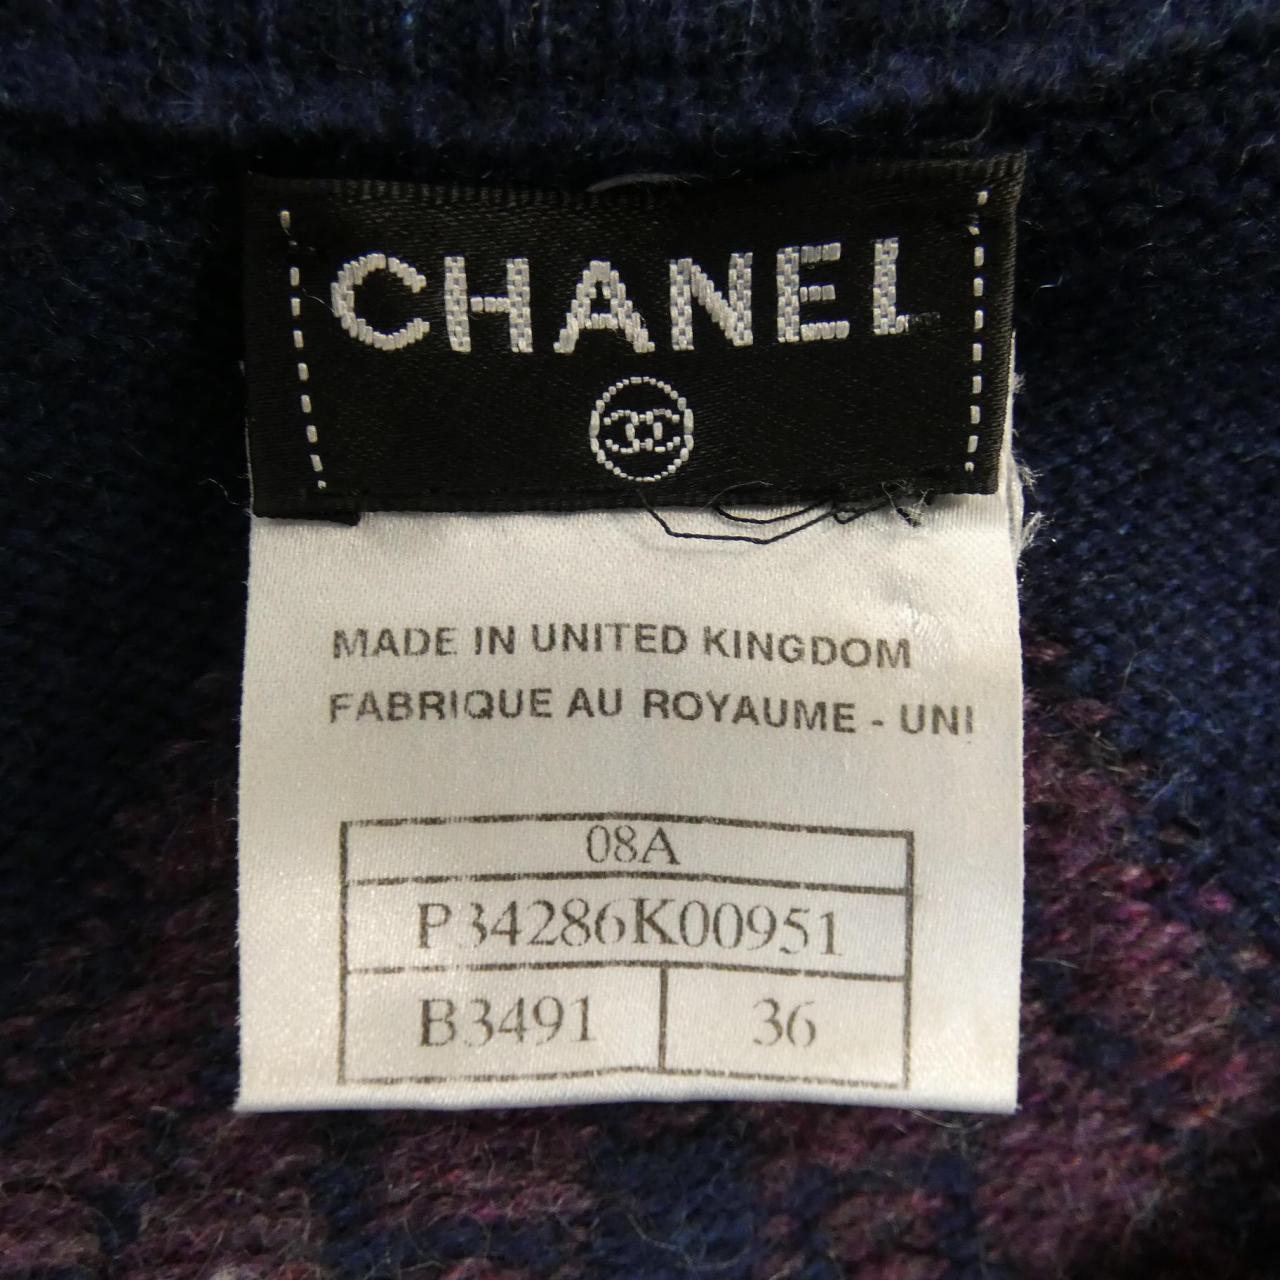 CHANEL
MADE IN UNITED KINGDOM
FABRIQUE AU ROYAUME - UNI
08A
P34286K00951
B3491 36